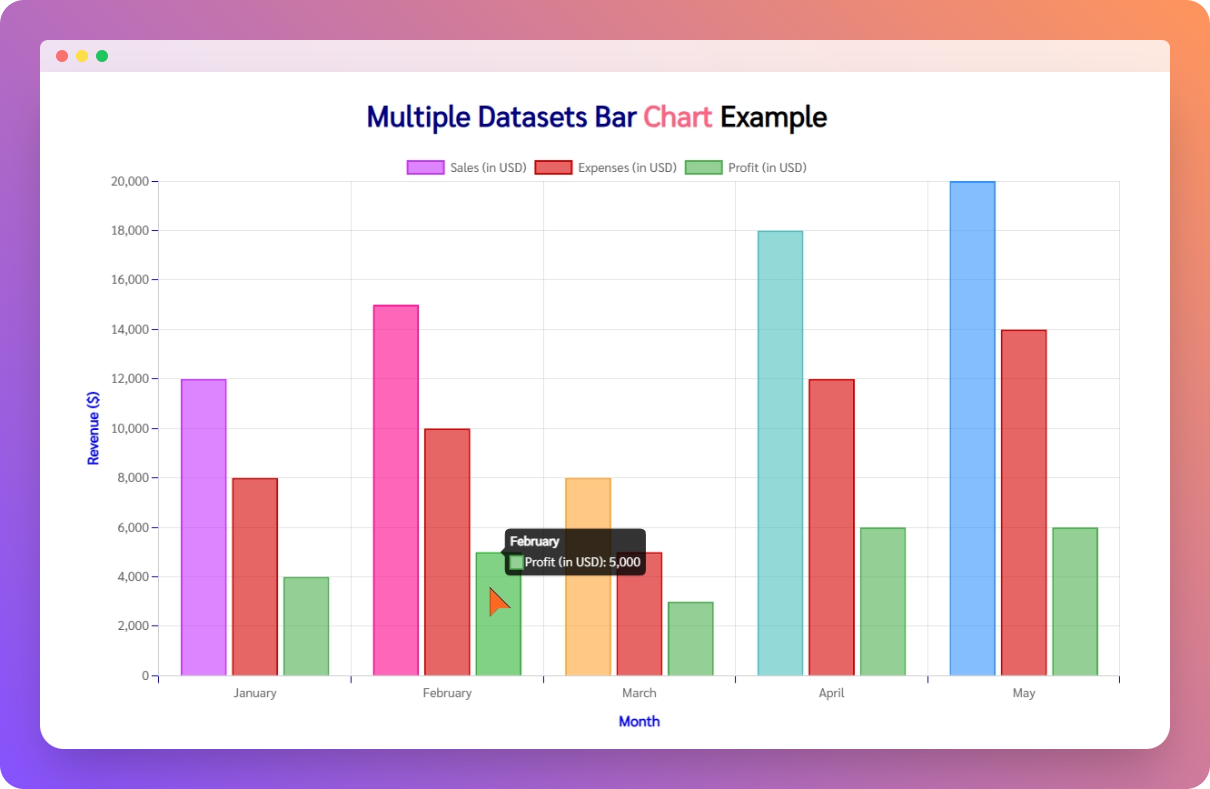 Multiple Datasets Bar Chart Example
Sales (in USD) Expenses (in USD) Profit (in USD)
20,000
18,000
16,000
14,000
12,000
10,000
8,000
6,000
4,000
2,000
0
Revenue ($)
February
Profit (in USD): 5,000
January February March April May
Month